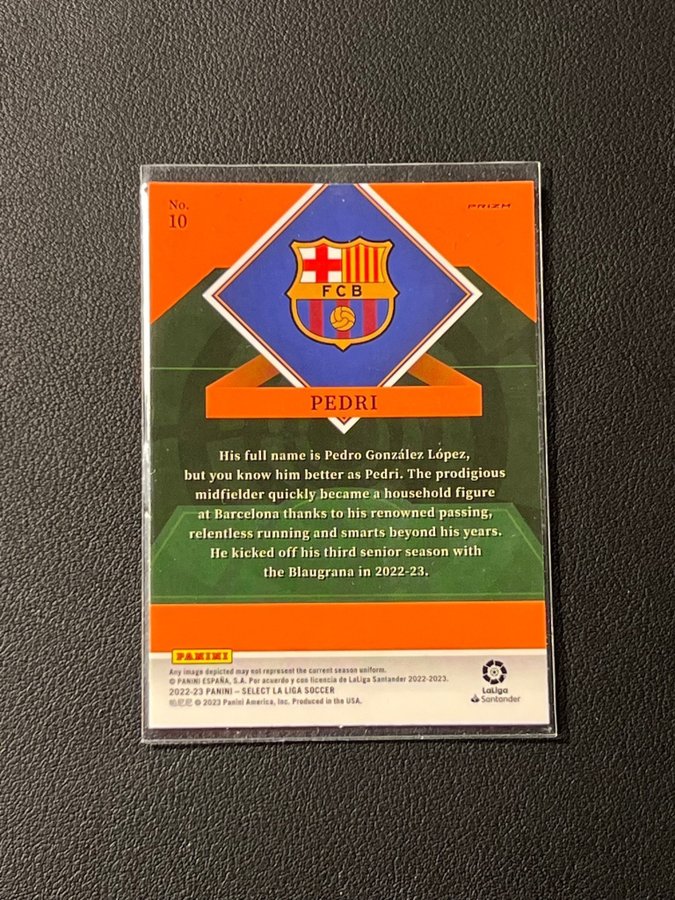 No.
10
PRIZM
FCB
PEDRI
His full name is Pedro González López,
but you know him better as Pedri. The prodigious
midfielder quickly became a household figure
at Barcelona thanks to his renowned passing,
relentless running and smarts beyond his years.
He kicked off his third senior season with
the Blaugrana in 2022-23.
PANINI
Any image depicted may not represent the current season uniform.
© PANINI ESPAÑA, S.A. Por acuerdo y con licencia de LaLiga Santander 2022-2023.
2022-23 PANINI – SELECT LA LIGA SOCCER
帕尼尼 © 2023 Panini America, Inc. Produced in the USA.
LaLiga
Santander